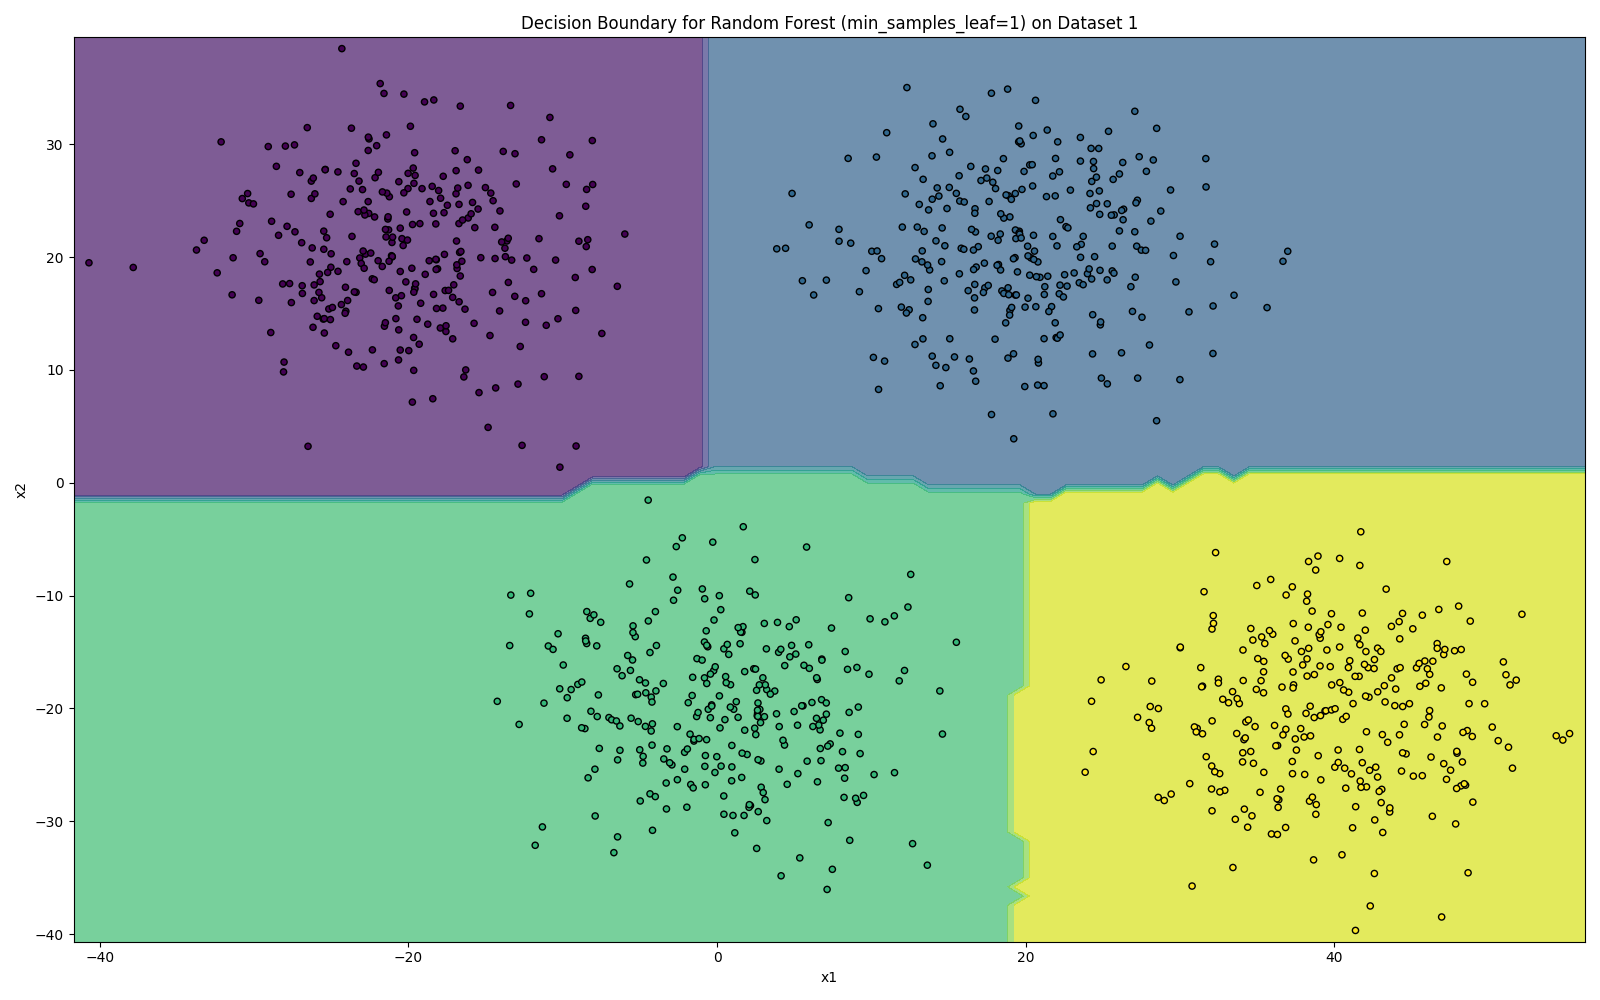 Decision Boundary for Random Forest (min_samples_leaf=1) on Dataset 1
30
20
10
0
−10
−20
−30
−40
x2
−40 −20 0 20 40
x1